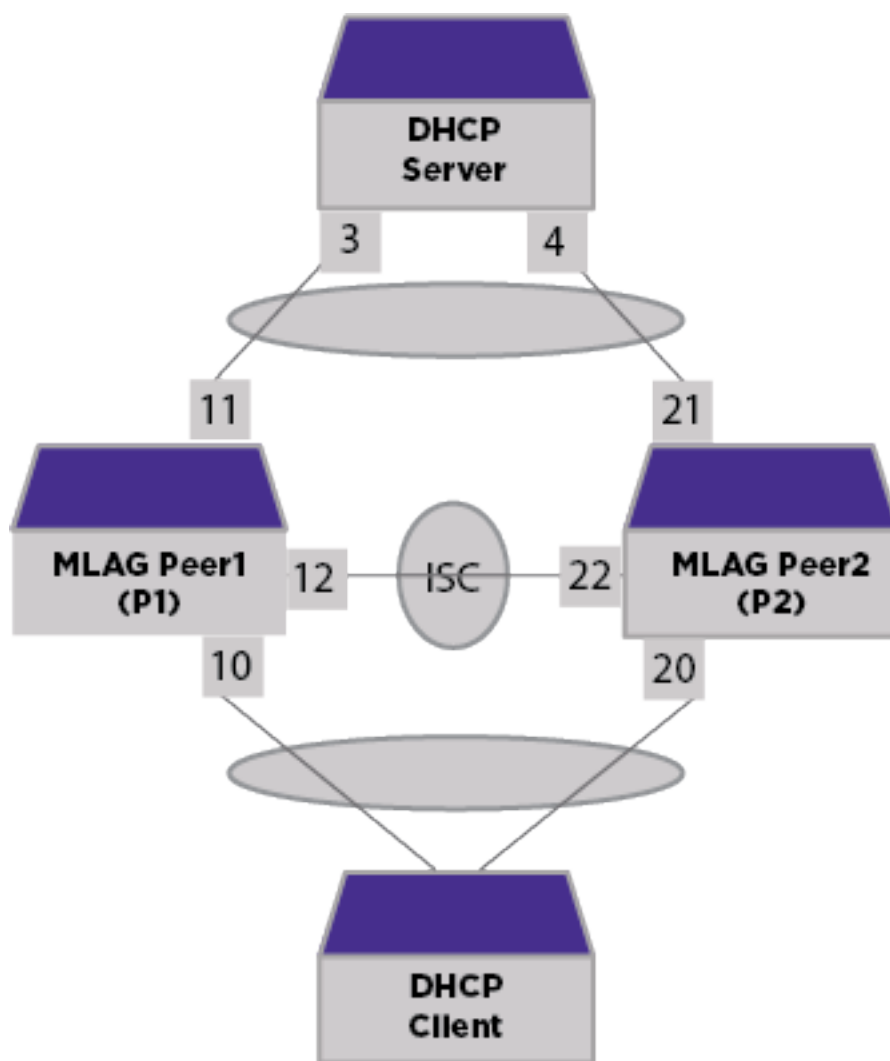 DHCP
Server
3
4
11
21
MLAG Peer1
(P1)
12
ISC
22
MLAG Peer2
(P2)
10
20
DHCP
Client